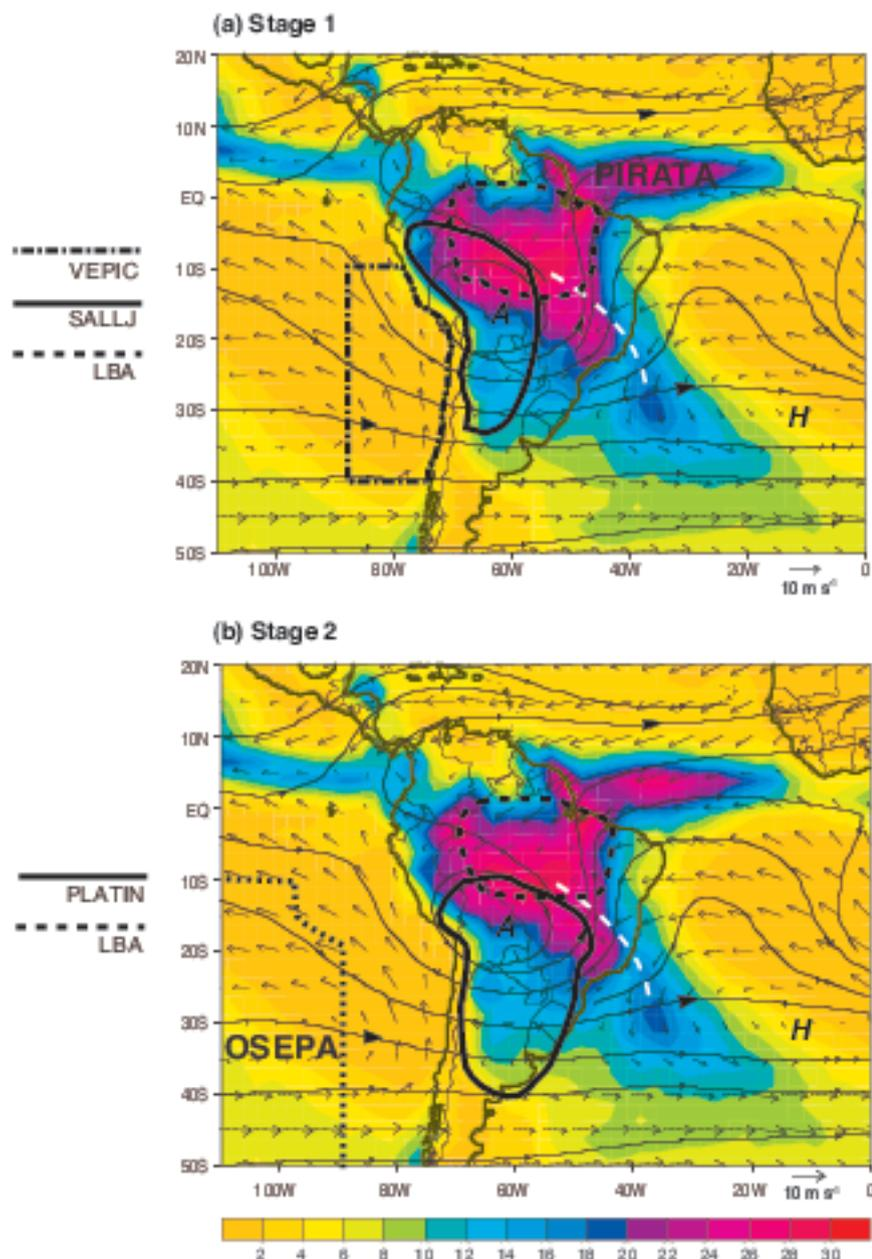 (a) Stage 1
20N
10N
EQ
10S
20S
30S
40S
50S
PIRATA
A
H
VEPIC
SALLJ
LBA
100W 80W 60W 40W 20W 0
10 m s⁻¹
(b) Stage 2
20N
10N
EQ
10S
20S
30S
40S
50S
A
H
OSEPA
PLATIN
LBA
100W 80W 60W 40W 20W 0
10 m s⁻¹
2 4 6 8 10 12 14 16 18 20 22 24 26 28 30